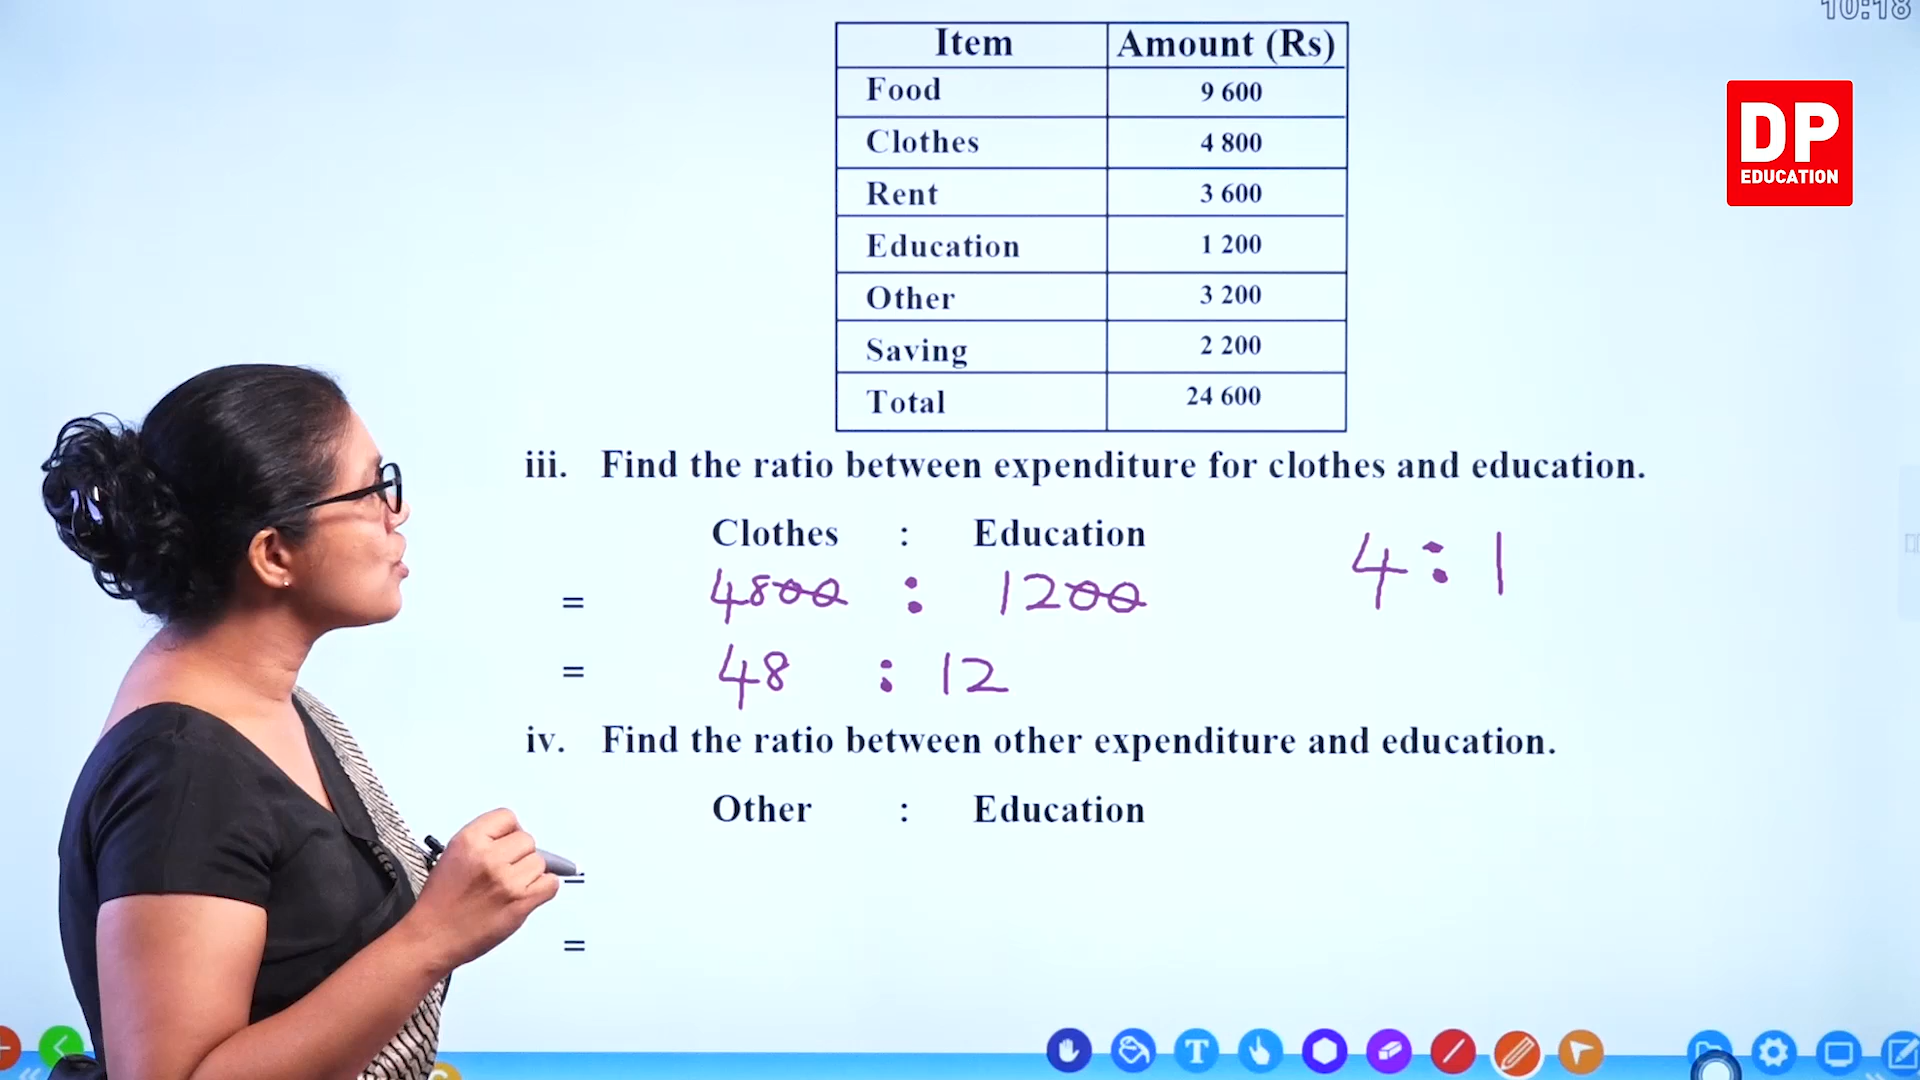 10:18
Item Amount (Rs)
Food 9 600
Clothes 4 800
Rent 3 600
Education 1 200
Other 3 200
Saving 2 200
Total 24 600
DP
EDUCATION
iii. Find the ratio between expenditure for clothes and education.
Clothes : Education
= 4800 : 1200
4 : 1
= 48 : 12
iv. Find the ratio between other expenditure and education.
Other : Education
=
=
T